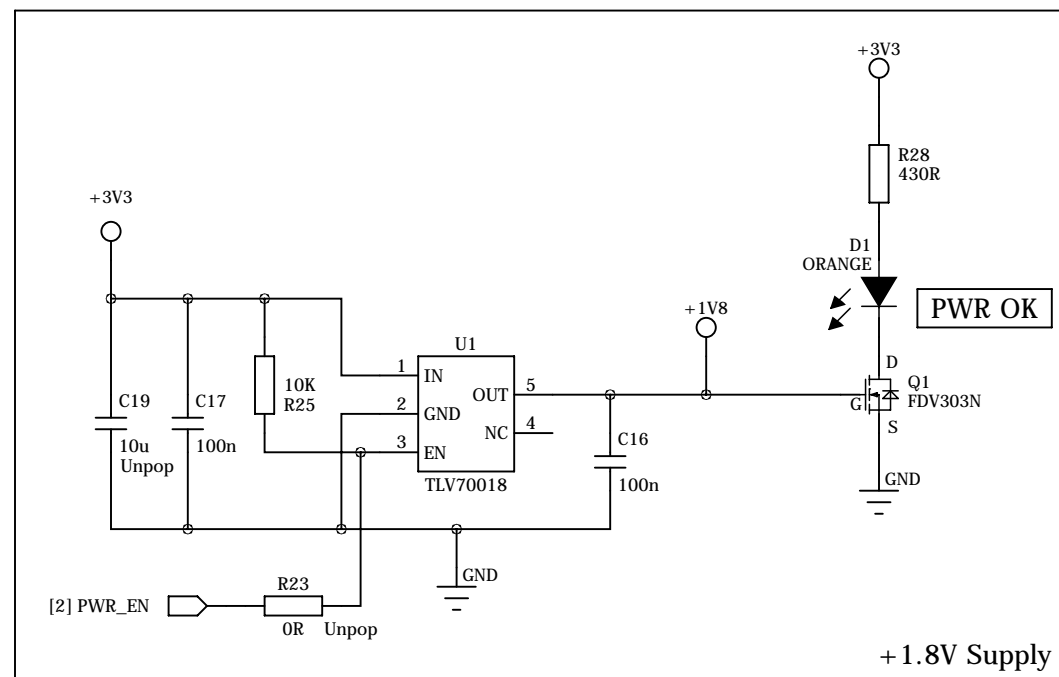 +3V3
R28
430R
+3V3
D1
ORANGE
PWR OK
+1V8
U1
1
IN
10K
R25
5
OUT
D
Q1
FDV303N
G
C19
C17
2
GND
S
NC
4
C16
10u
100n
3
EN
Unpop
TLV70018
100n
GND
GND
R23
[2] PWR_EN
0R
Unpop
+1.8V Supply